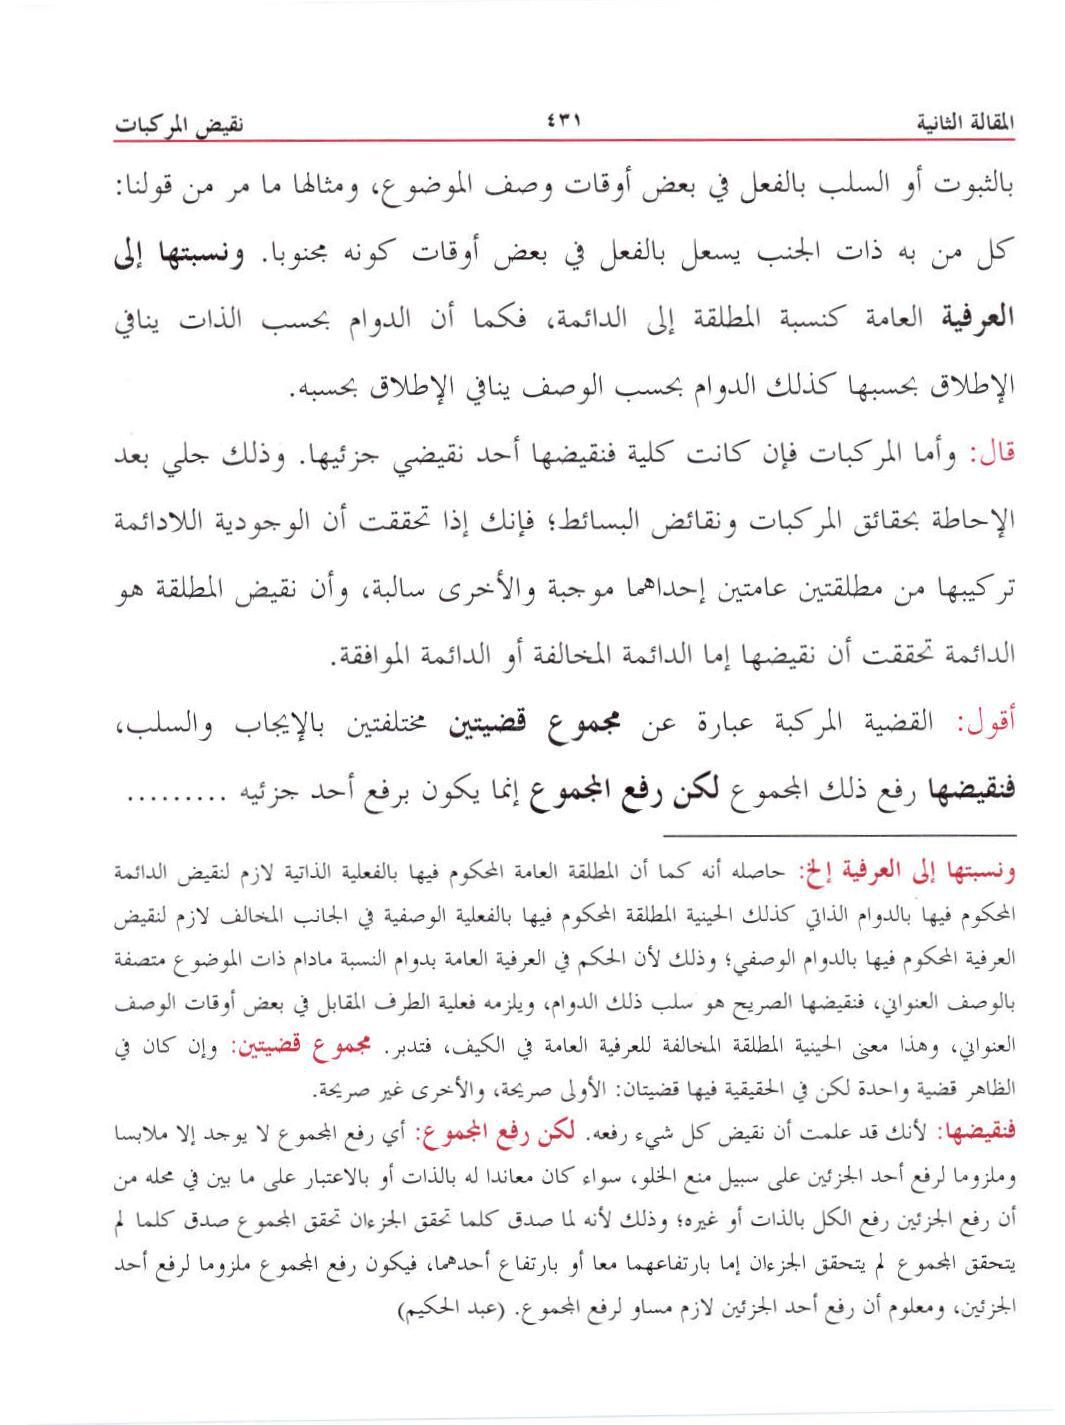 المقالة الثانية ٤٣١ نقيض المركبات
بالثبوت أو السلب بالفعل في بعض أوقات وصف الموضوع، ومثالها ما مر من قولنا:
كل من به ذات الجنب يسعل بالفعل في بعض أوقات كونه مجنوبا. ونسبتها إلى
العرفية العامة كنسبة المطلقة إلى الدائمة، فكما أن الدوام بحسب الذات ينافي
الإطلاق بحسبها كذلك الدوام بحسب الوصف ينافي الإطلاق بحسبه.
قال: وأما المركبات فإن كانت كلية فنقيضها أحد نقيضي جزئيها. وذلك جلي بعد
الإحاطة بحقائق المركبات ونقائض البسائط؛ فإنك إذا تحققت أن الوجودية اللادائمة
تركيبها من مطلقتين عامتين إحداهما موجبة والأخرى سالبة، وأن نقيض المطلقة هو
الدائمة تحققت أن نقيضها إما الدائمة المخالفة أو الدائمة الموافقة.
أقول: القضية المركبة عبارة عن مجموع قضيتين مختلفتين بالإيجاب والسلب،
فنقيضها رفع ذلك المجموع لكن رفع المجموع إنما يكون برفع أحد جزئيه .........
ونسبتها إلى العرفية إلخ: حاصله أنه كما أن المطلقة العامة المحكوم فيها بالفعلية الذاتية لازم لنقيض الدائمة
المحكوم فيها بالدوام الذاتي كذلك الحينية المطلقة المحكوم فيها بالفعلية الوصفية في الجانب المخالف لازم لنقيض
العرفية المحكوم فيها بالدوام الوصفي؛ وذلك لأن الحكم في العرفية العامة بدوام النسبة مادام ذات الموضوع متصفة
بالوصف العنواني، فنقيضها الصريح هو سلب ذلك الدوام، ويلزمه فعلية الطرف المقابل في بعض أوقات الوصف
العنواني، وهذا معنى الحينية المطلقة المخالفة للعرفية العامة في الكيف، فتدبر. مجموع قضيتين: وإن كان في
الظاهر قضية واحدة لكن في الحقيقية فيها قضيتان: الأولى صريحة، والأخرى غير صريحة.
فنقيضها: لأنك قد علمت أن نقيض كل شيء رفعه. لكن رفع المجموع: أي رفع المجموع لا يوجد إلا ملابسا
وملزوما لرفع أحد الجزئين على سبيل منع الخلو، سواء كان معاندا له بالذات أو بالاعتبار على ما بين في محله من
أن رفع الجزئين رفع الكل بالذات أو غيره؛ وذلك لأنه لما صدق كلما تحقق الجزءان تحقق المجموع صدق كلما لم
يتحقق المجموع لم يتحقق الجزءان إما بارتفاعهما معا أو بارتفاع أحدهما، فيكون رفع المجموع ملزوما لرفع أحد
الجزئين، ومعلوم أن رفع أحد الجزئين لازم مساو لرفع المجموع. (عبد الحكيم)